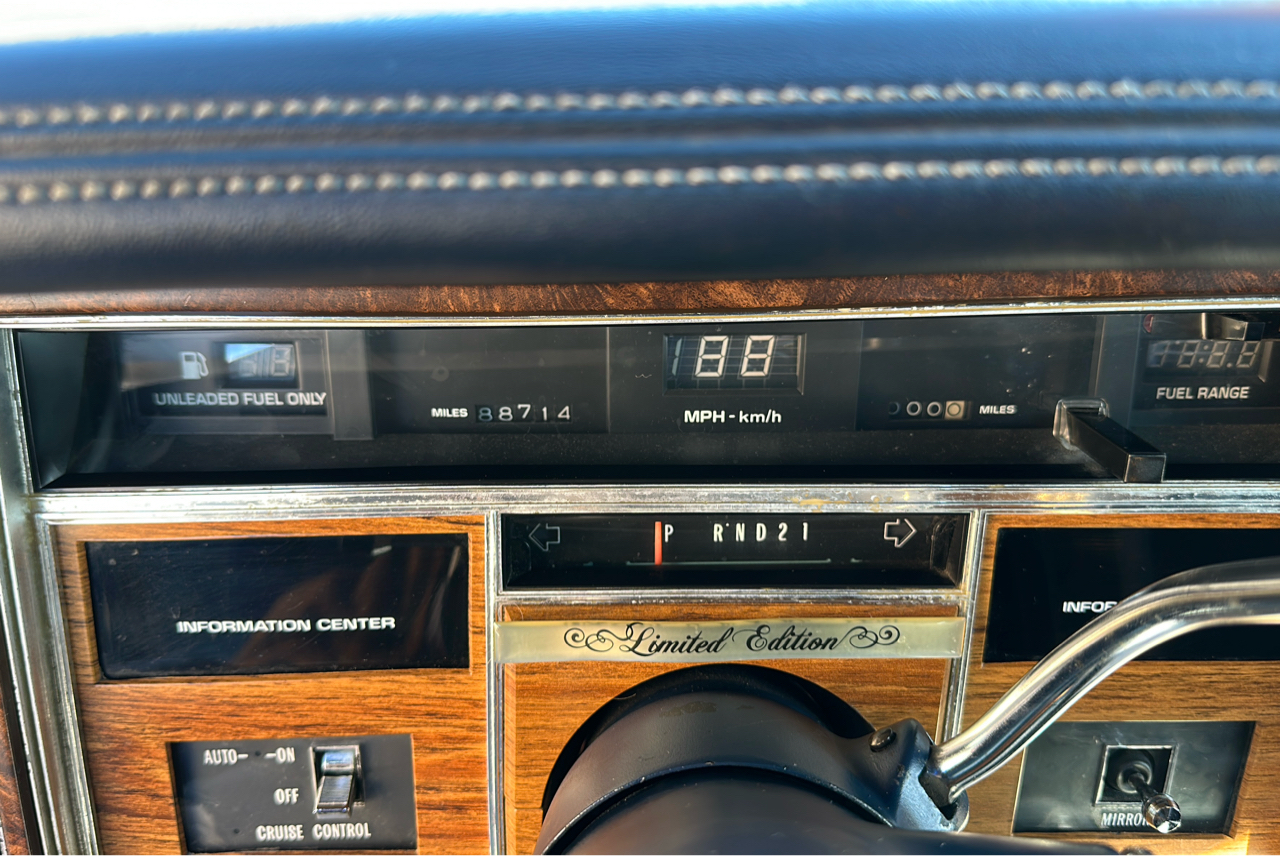 188
UNLEADED FUEL ONLY
MILES 88714
MPH - km/h
000 MILES
FUEL RANGE
P R N D 2 1
INFORMATION CENTER
Limited Edition
AUTO- -ON
OFF
CRUISE CONTROL